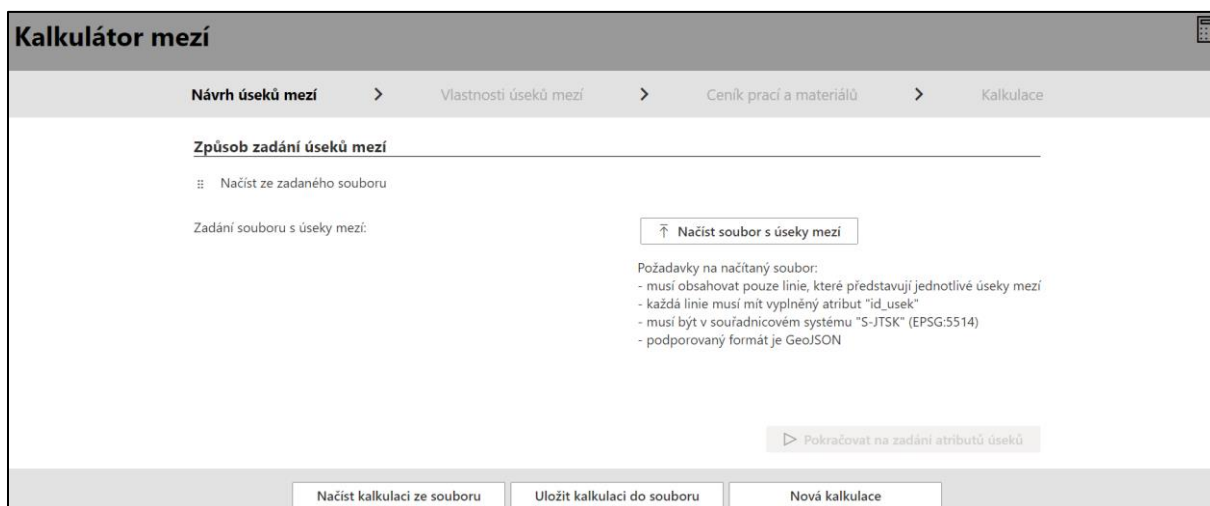 Kalkulátor mezí
Návrh úseků mezí > Vlastnosti úseků mezí > Ceník prací a materiálů > Kalkulace
Způsob zadání úseků mezí
Načíst ze zadaného souboru
Zadání souboru s úseky mezí:
Načíst soubor s úseky mezí
Požadavky na načítaný soubor:
- musí obsahovat pouze linie, které představují jednotlivé úseky mezí
- každá linie musí mít vyplněný atribut "id_usek"
- musí být v souřadnicovém systému "S-JTSK" (EPSG:5514)
- podporovaný formát je GeoJSON
Pokračovat na zadání atributů úseků
Načíst kalkulaci ze souboru Uložit kalkulaci do souboru Nová kalkulace